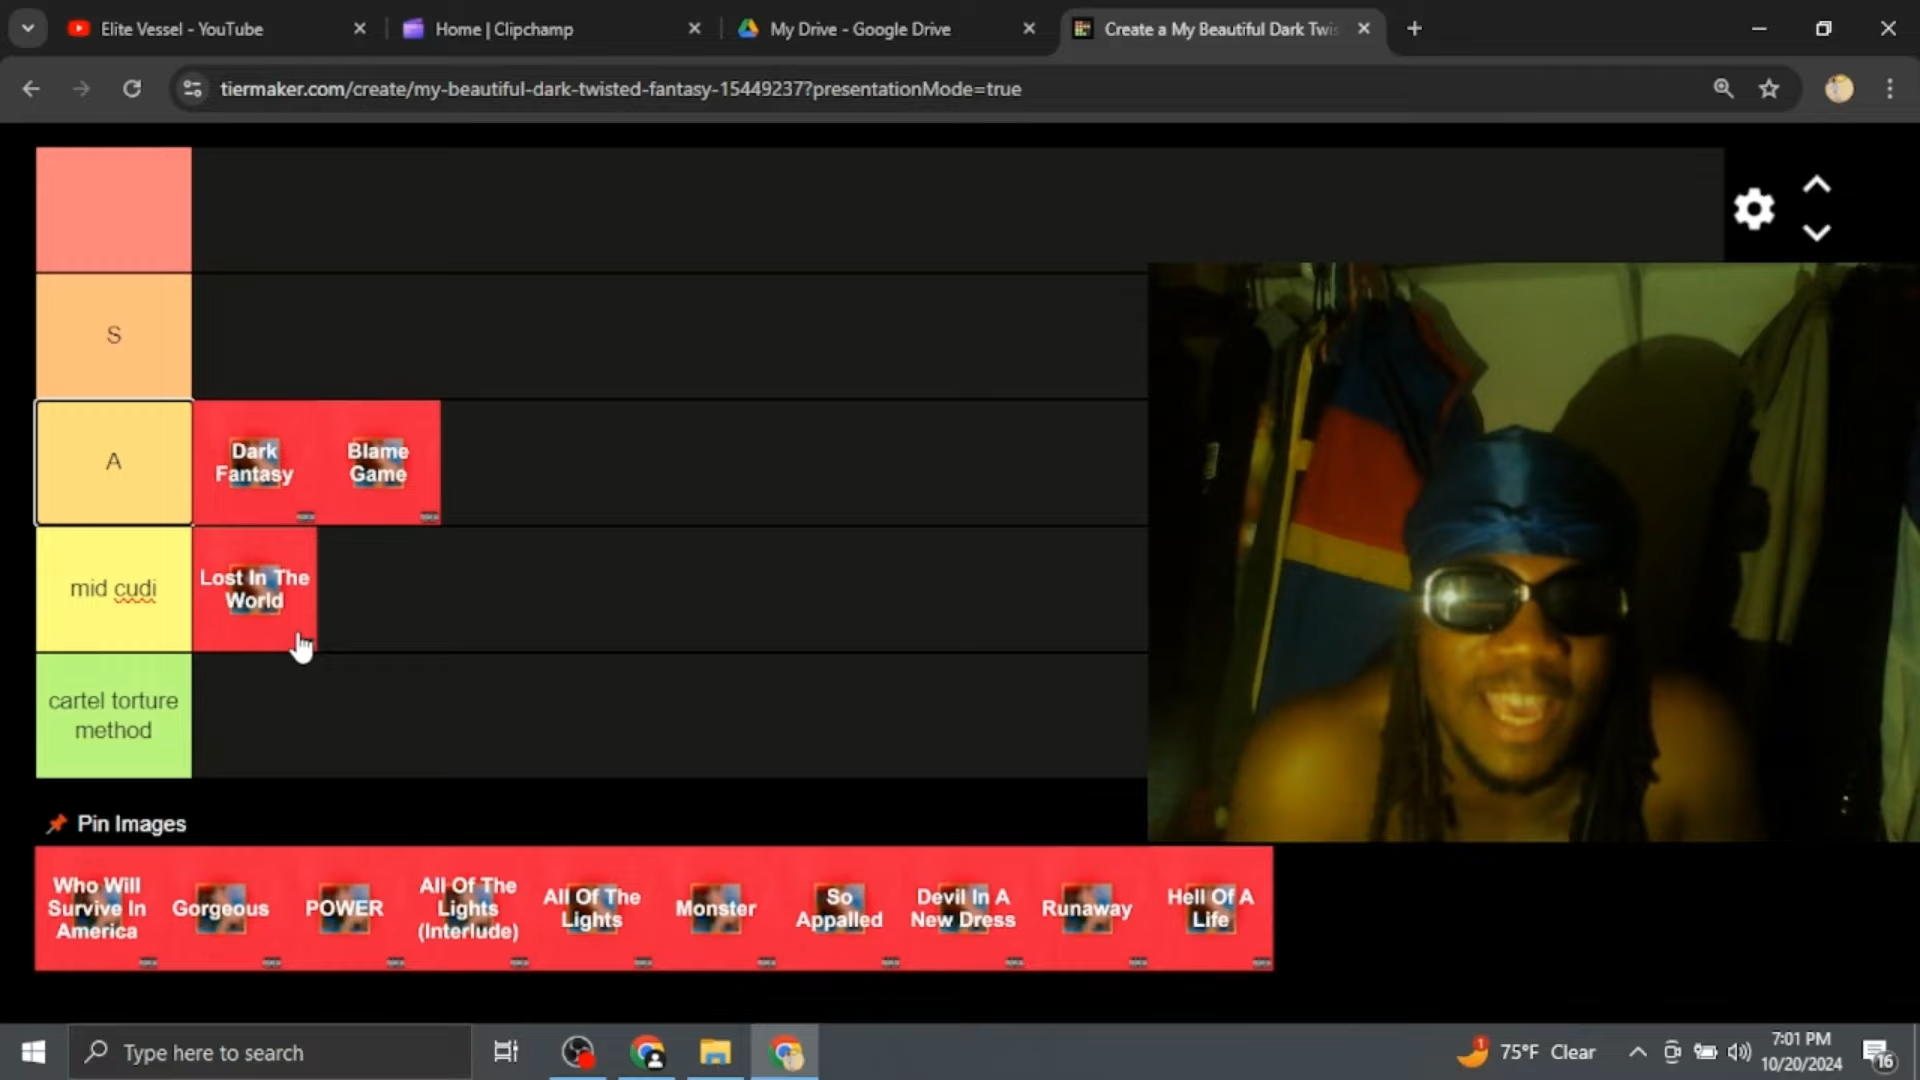 Elite Vessel - YouTube
Home | Clipchamp
My Drive - Google Drive
Create a My Beautiful Dark Twis
tiermaker.com/create/my-beautiful-dark-twisted-fantasy-15449237?presentationMode=true
S
A
Dark
Fantasy
Blame
Game
mid cudi
Lost In The
World
cartel torture
method
Pin Images
Who Will
Survive In
America
Gorgeous
POWER
All Of The
Lights
(Interlude)
All Of The
Lights
Monster
So
Appalled
Devil In A
New Dress
Runaway
Hell Of A
Life
Type here to search
1
75°F Clear
7:01 PM
10/20/2024
16